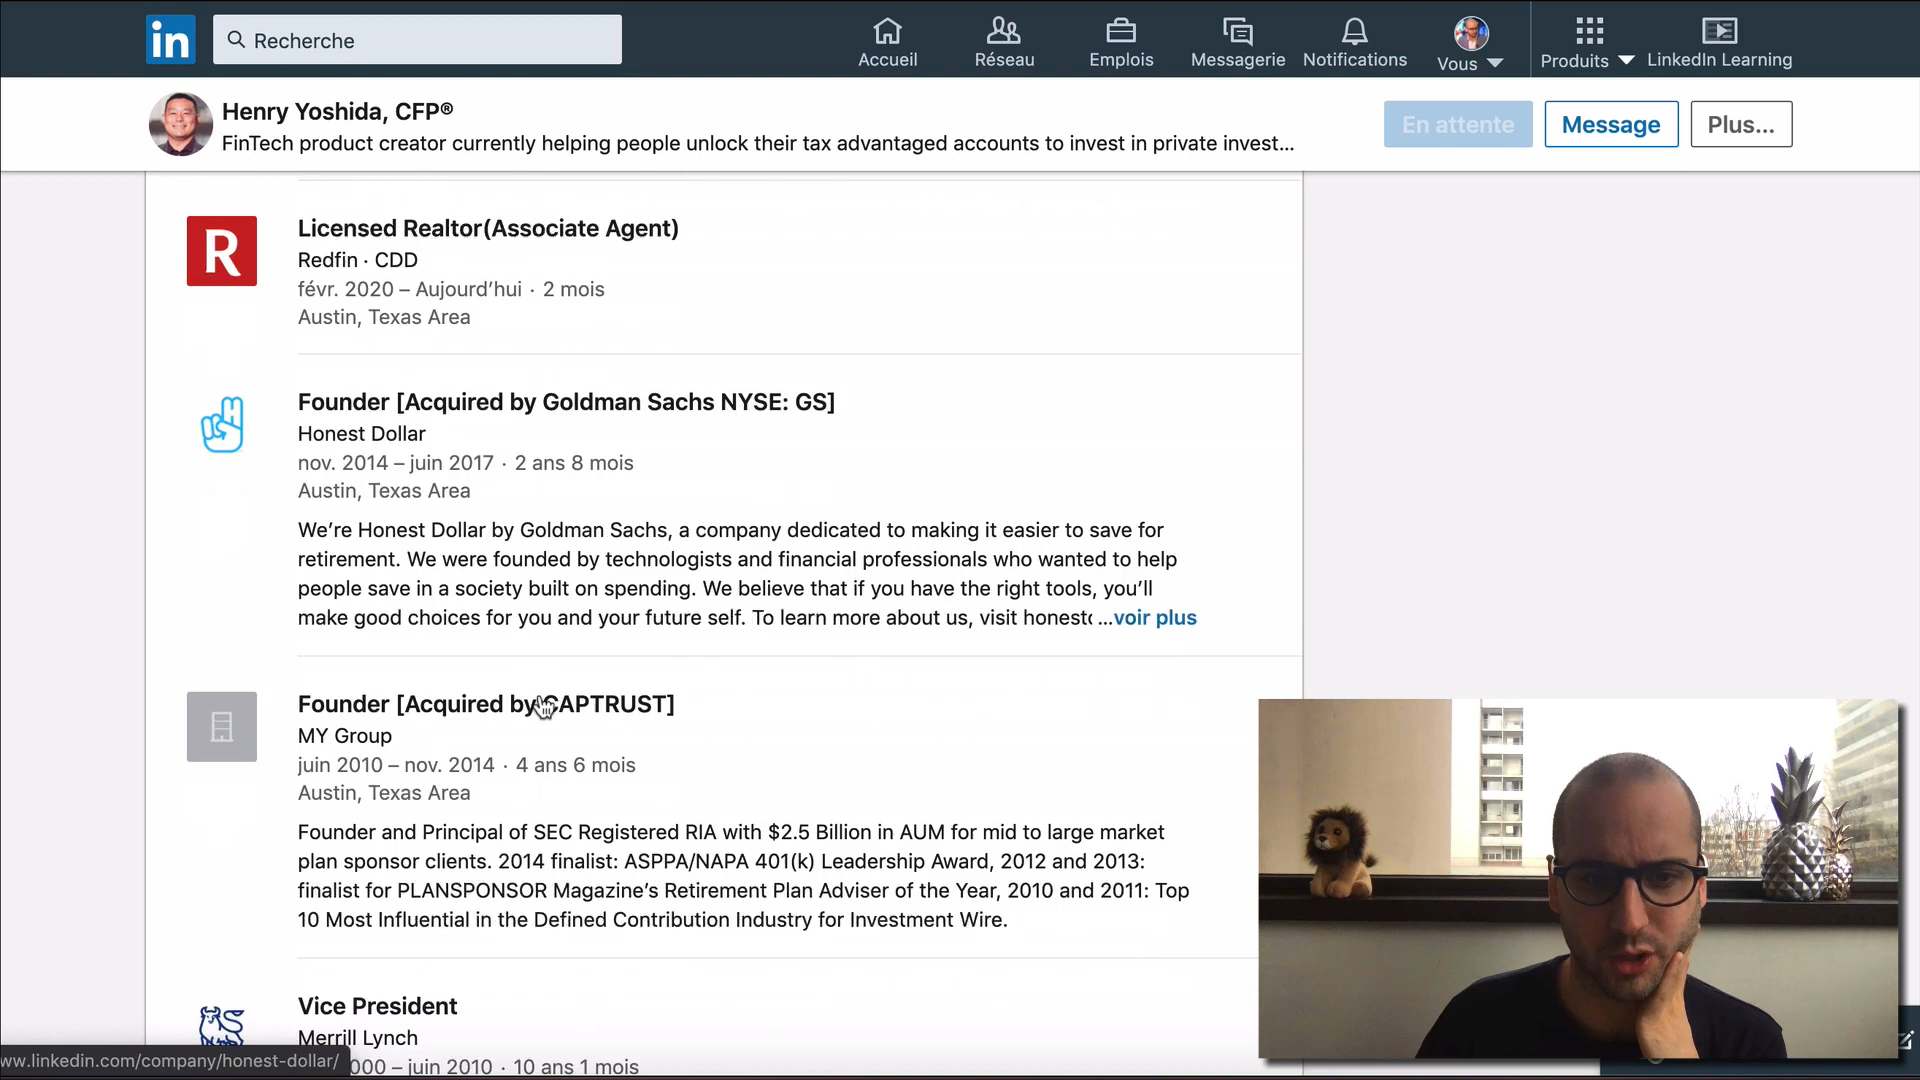 in
Recherche
Accueil
Réseau
Emplois
Messagerie
Notifications
Vous
Produits
LinkedIn Learning
Henry Yoshida, CFP®
FinTech product creator currently helping people unlock their tax advantaged accounts to invest in private invest...
En attente
Message
Plus...
R
Licensed Realtor(Associate Agent)
Redfin · CDD
févr. 2020 – Aujourd’hui · 2 mois
Austin, Texas Area
Founder [Acquired by Goldman Sachs NYSE: GS]
Honest Dollar
nov. 2014 – juin 2017 · 2 ans 8 mois
Austin, Texas Area
We’re Honest Dollar by Goldman Sachs, a company dedicated to making it easier to save for
retirement. We were founded by technologists and financial professionals who wanted to help
people save in a society built on spending. We believe that if you have the right tools, you’ll
make good choices for you and your future self. To learn more about us, visit honest ...voir plus
Founder [Acquired by CAPTRUST]
MY Group
juin 2010 – nov. 2014 · 4 ans 6 mois
Austin, Texas Area
Founder and Principal of SEC Registered RIA with $2.5 Billion in AUM for mid to large market
plan sponsor clients. 2014 finalist: ASPPA/NAPA 401(k) Leadership Award, 2012 and 2013:
finalist for PLANSPONSOR Magazine’s Retirement Plan Adviser of the Year, 2010 and 2011: Top
10 Most Influential in the Defined Contribution Industry for Investment Wire.
Vice President
Merrill Lynch
000 – juin 2010 · 10 ans 1 mois
ww.linkedin.com/company/honest-dollar/